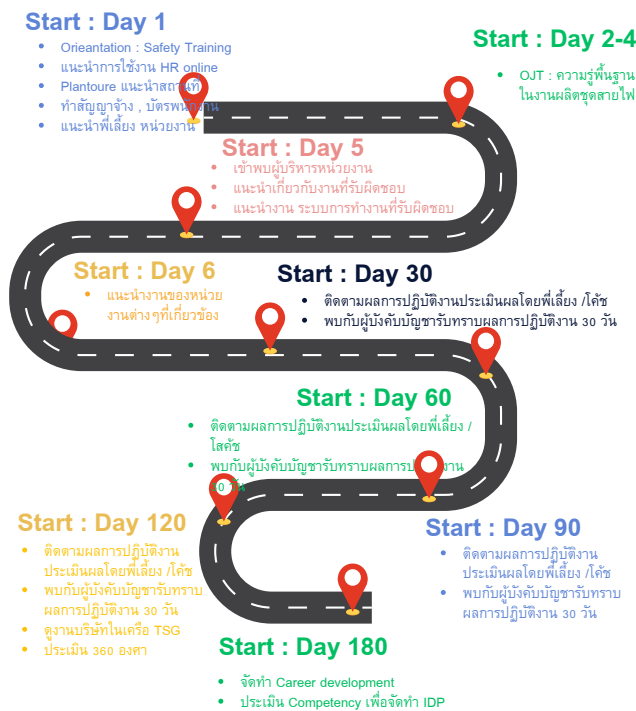 Start : Day 1
• Orieantation : Safety Training
• แนะนำการใช้งาน HR online
• Plantoure แนะนำสถานที่
• ทำสัญญาจ้าง , บัตรพนักงาน
• แนะนำพี่เลี้ยง หน่วยงาน
Start : Day 2-4
• OJT : ความรู้พื้นฐาน
ในงานผลิตชุดสายไฟ
Start : Day 5
• เข้าพบผู้บริหารหน่วยงาน
• แนะนำเกี่ยวกับงานที่รับผิดชอบ
• แนะนำงาน ระบบการทำงานที่รับผิดชอบ
Start : Day 6
• แนะนำงานของหน่วย
งานต่างๆที่เกี่ยวข้อง
Start : Day 30
• ติดตามผลการปฏิบัติงานประเมินผลโดยพี่เลี้ยง /โค้ช
• พบกับผู้บังคับบัญชารับทราบผลการปฏิบัติงาน 30 วัน
Start : Day 60
• ติดตามผลการปฏิบัติงานประเมินผลโดยพี่เลี้ยง /
โสค้ช
• พบกับผู้บังคับบัญชารับทราบผลการปฏิบัติงาน
30 วัน
Start : Day 90
• ติดตามผลการปฏิบัติงาน
ประเมินผลโดยพี่เลี้ยง /โค้ช
• พบกับผู้บังคับบัญชารับทราบ
ผลการปฏิบัติงาน 30 วัน
Start : Day 120
• ติดตามผลการปฏิบัติงาน
ประเมินผลโดยพี่เลี้ยง /โค้ช
• พบกับผู้บังคับบัญชารับทราบ
ผลการปฏิบัติงาน 30 วัน
• ดูงานบริษัทในเครือ TSG
• ประเมิน 360 องศา
Start : Day 180
• จัดทำ Career development
• ประเมิน Competency เพื่อจัดทำ IDP